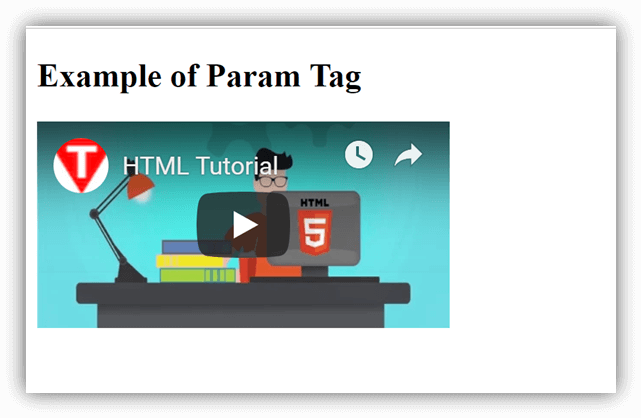 Example of Param Tag
T
HTML Tutorial
HTML
5